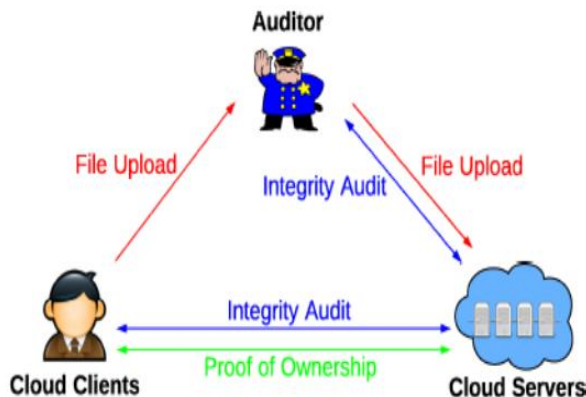 Auditor
File Upload
File Upload
Integrity Audit
Integrity Audit
Proof of Ownership
Cloud Clients
Cloud Servers